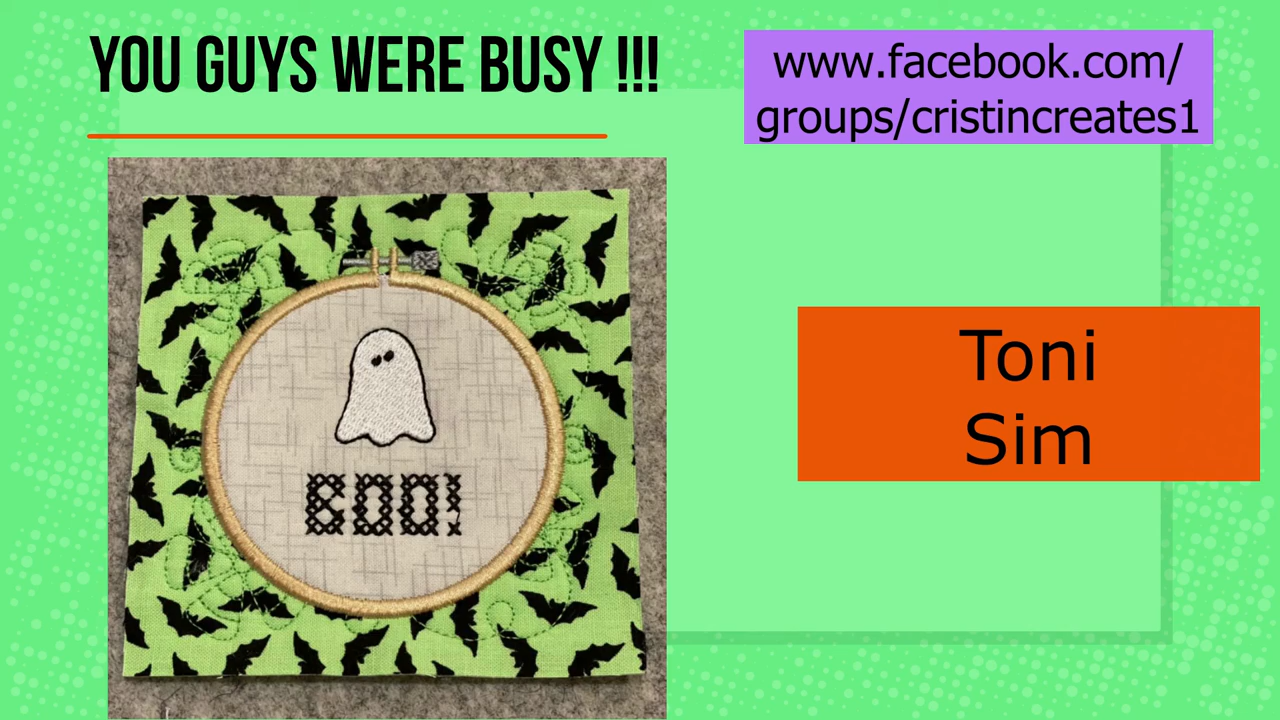 YOU GUYS WERE BUSY !!!
www.facebook.com/
groups/cristincreates1
BOO!
Toni
Sim